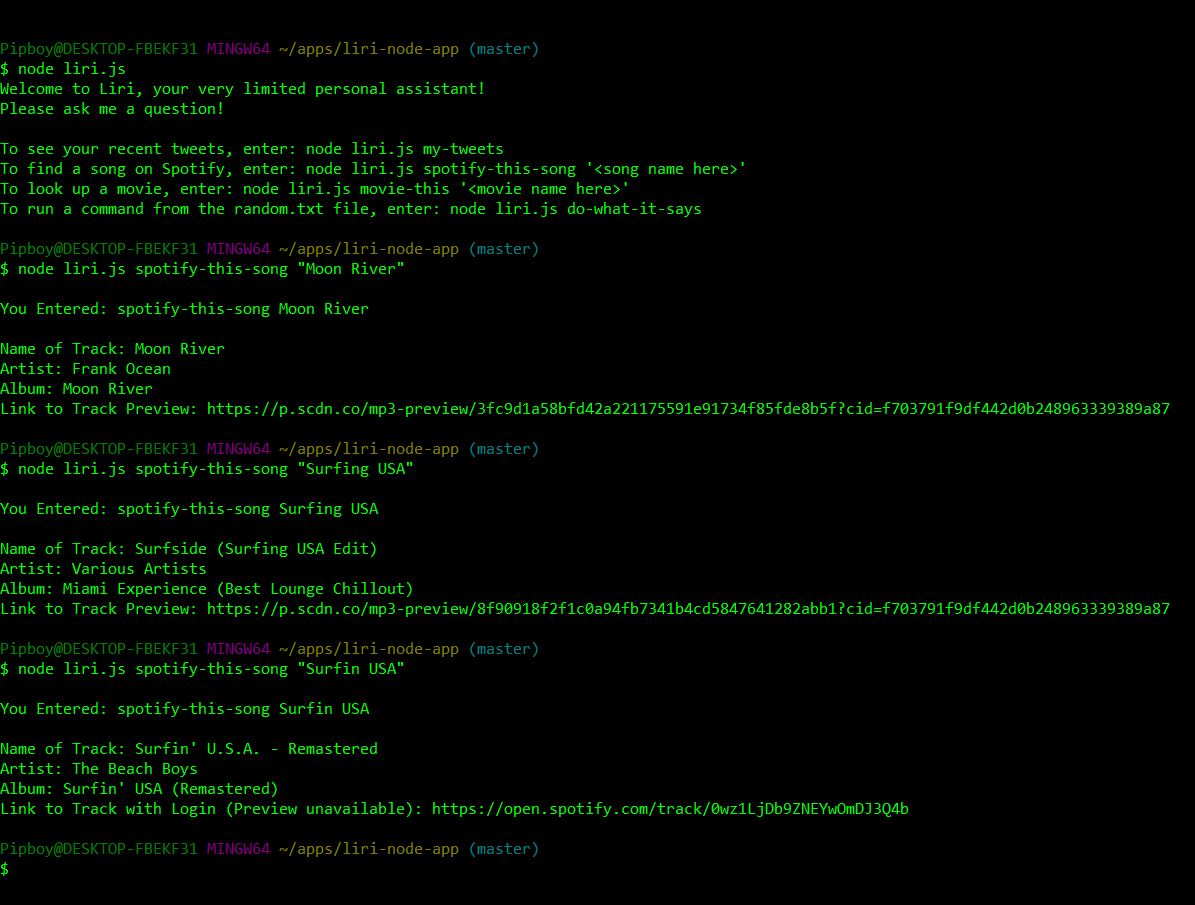 Pipboy@DESKTOP-FBEKF31 MINGW64 ~/apps/liri-node-app (master)
$ node liri.js
Welcome to Liri, your very limited personal assistant!
Please ask me a question!
To see your recent tweets, enter: node liri.js my-tweets
To find a song on Spotify, enter: node liri.js spotify-this-song '<song name here>'
To look up a movie, enter: node liri.js movie-this '<movie name here>'
To run a command from the random.txt file, enter: node liri.js do-what-it-says
Pipboy@DESKTOP-FBEKF31 MINGW64 ~/apps/liri-node-app (master)
$ node liri.js spotify-this-song "Moon River"
You Entered: spotify-this-song Moon River
Name of Track: Moon River
Artist: Frank Ocean
Album: Moon River
Link to Track Preview: https://p.scdn.co/mp3-preview/3fc9d1a58bfd42a221175591e91734f85fde8b5f?cid=f703791f9df442d0b248963339389a87
Pipboy@DESKTOP-FBEKF31 MINGW64 ~/apps/liri-node-app (master)
$ node liri.js spotify-this-song "Surfing USA"
You Entered: spotify-this-song Surfing USA
Name of Track: Surfside (Surfing USA Edit)
Artist: Various Artists
Album: Miami Experience (Best Lounge Chillout)
Link to Track Preview: https://p.scdn.co/mp3-preview/8f90918f2f1c0a94fb7341b4cd5847641282abb1?cid=f703791f9df442d0b248963339389a87
Pipboy@DESKTOP-FBEKF31 MINGW64 ~/apps/liri-node-app (master)
$ node liri.js spotify-this-song "Surfin USA"
You Entered: spotify-this-song Surfin USA
Name of Track: Surfin' U.S.A. - Remastered
Artist: The Beach Boys
Album: Surfin' USA (Remastered)
Link to Track with Login (Preview unavailable): https://open.spotify.com/track/0wz1LjDb9ZNEYwOmDJ3Q4b
Pipboy@DESKTOP-FBEKF31 MINGW64 ~/apps/liri-node-app (master)
$